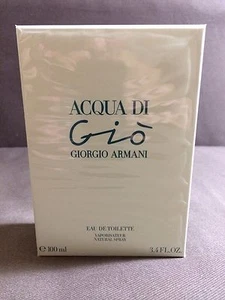 ACQUA DI
Giò
GIORGIO ARMANI
EAU DE TOILETTE
VAPORISATEUR
NATURAL SPRAY
℮ 100 ml 3.4 FL.OZ.